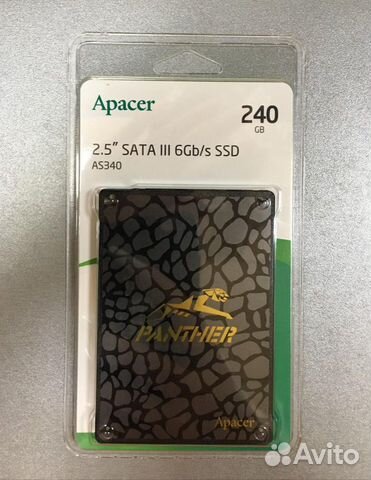 Apacer
240
GB
2.5" SATA III 6Gb/s SSD
AS340
PANTHER
Apacer
Avito